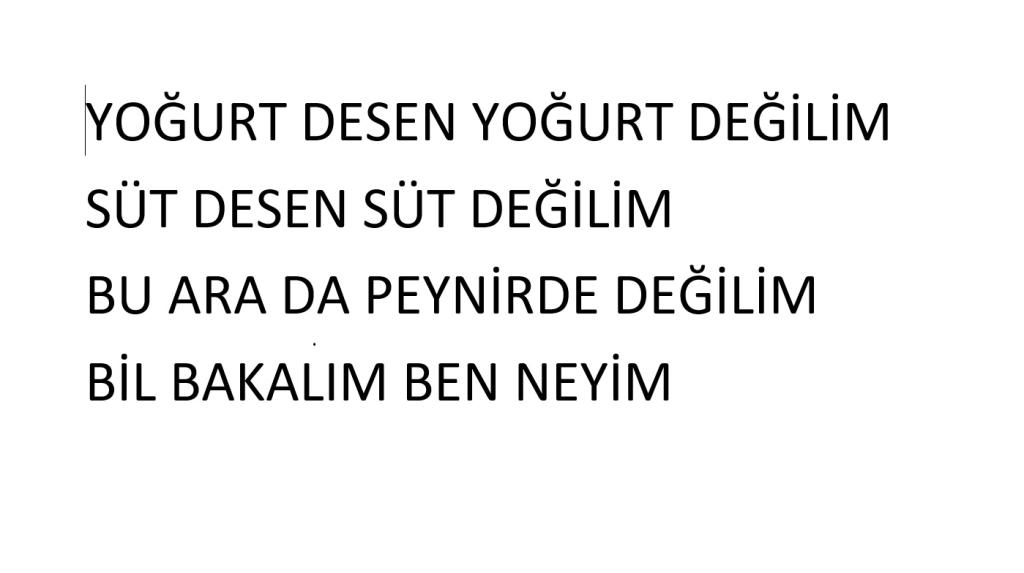 YOĞURT DESEN YOĞURT DEĞİLİM
SÜT DESEN SÜT DEĞİLİM
BU ARA DA PEYNİRDE DEĞİLİM
BİL BAKALIM BEN NEYİM